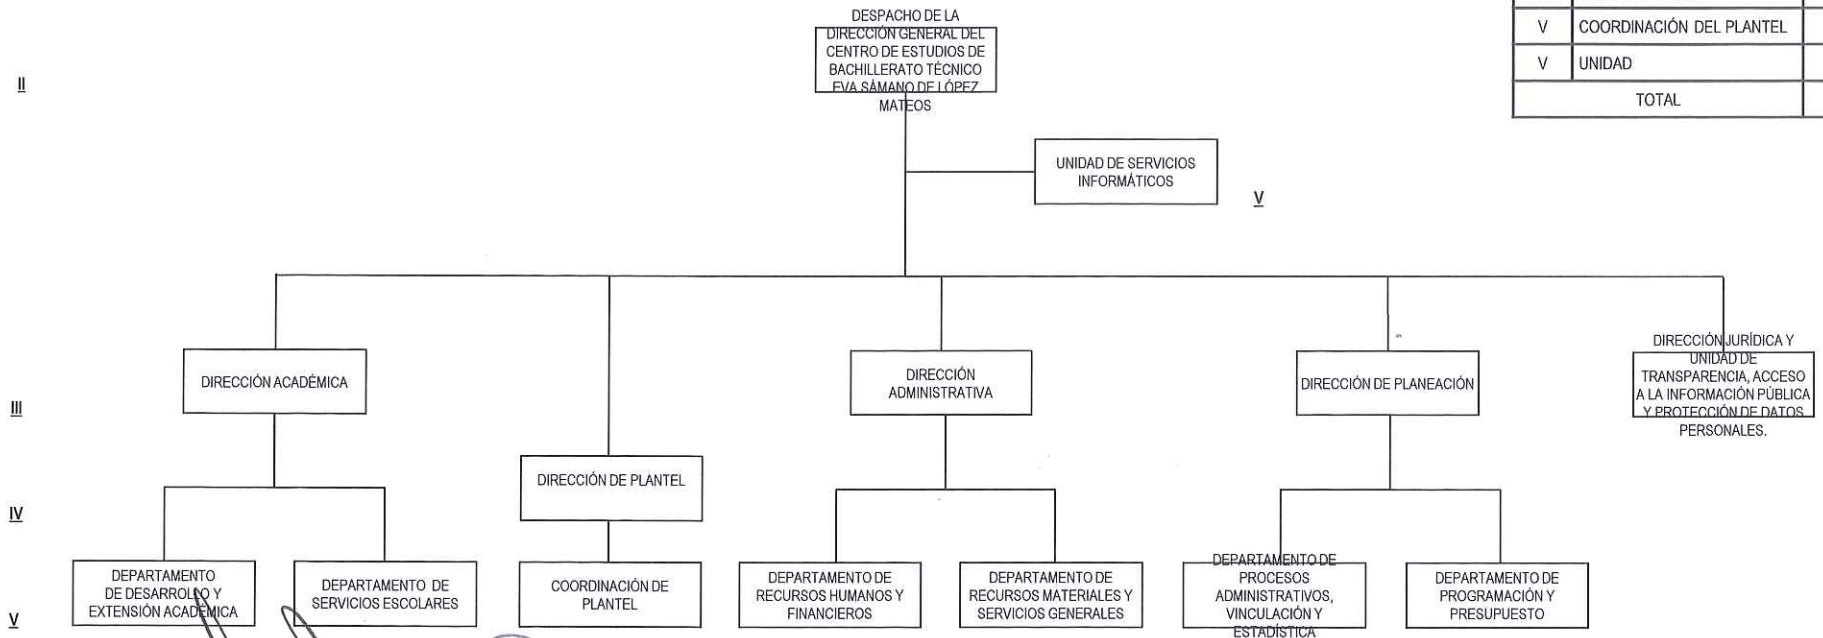 DESPACHO DE LA
DIRECCIÓN GENERAL DEL
CENTRO DE ESTUDIOS DE
BACHILLERATO TÉCNICO
EVA SÁMANO DE LÓPEZ
MATEOS
V COORDINACIÓN DEL PLANTEL
V UNIDAD
TOTAL
II
UNIDAD DE SERVICIOS
INFORMÁTICOS
V
DIRECCIÓN ACADÉMICA
DIRECCIÓN
ADMINISTRATIVA
DIRECCIÓN DE PLANEACIÓN
DIRECCIÓN JURÍDICA Y
UNIDAD DE
TRANSPARENCIA, ACCESO
A LA INFORMACIÓN PÚBLICA
Y PROTECCIÓN DE DATOS
PERSONALES.
III
DIRECCIÓN DE PLANTEL
IV
DEPARTAMENTO
DE DESARROLLO Y
EXTENSIÓN ACADÉMICA
DEPARTAMENTO DE
SERVICIOS ESCOLARES
COORDINACIÓN DE
PLANTEL
DEPARTAMENTO DE
RECURSOS HUMANOS Y
FINANCIEROS
DEPARTAMENTO DE
RECURSOS MATERIALES Y
SERVICIOS GENERALES
DEPARTAMENTO DE
PROCESOS
ADMINISTRATIVOS,
VINCULACIÓN Y
ESTADÍSTICA
DEPARTAMENTO DE
PROGRAMACIÓN Y
PRESUPUESTO
V